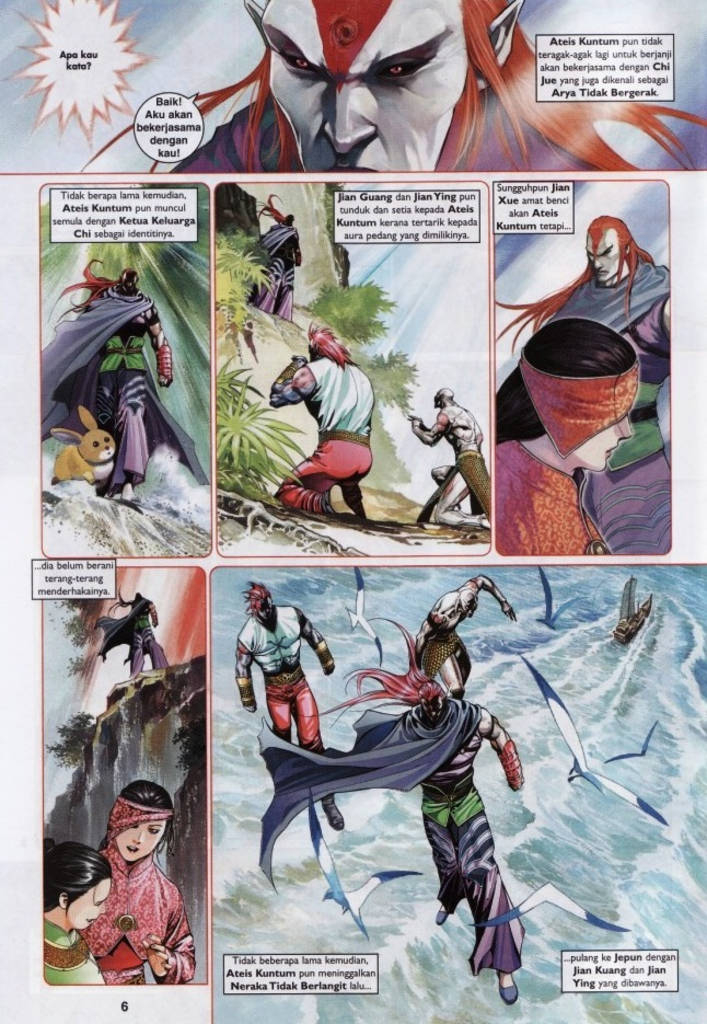 Apa kau
kata?
Baik!
Aku akan
bekerjasama
dengan
kau!
Ateis Kuntum pun tidak
teragak-agak lagi untuk berjanji
akan bekerjasama dengan Chi
Jue yang juga dikenali sebagai
Arya Tidak Bergerak.
Tidak berapa lama kemudian,
Ateis Kuntum pun muncul
semula dengan Ketua Keluarga
Chi sebagai identitinya.
Jian Guang dan Jian Ying pun
tunduk dan setia kepada Ateis
Kuntum kerana tertarik kepada
aura pedang yang dimilikinya.
Sungguhpun Jian
Xue amat benci
akan Ateis
Kuntum tetapi...
...dia belum berani
terang-terang
menderhakainya.
Tidak beberapa lama kemudian,
Ateis Kuntum pun meninggalkan
Neraka Tidak Berlangit lalu...
...pulang ke Jepun dengan
Jian Kuang dan Jian
Ying yang dibawanya.
6